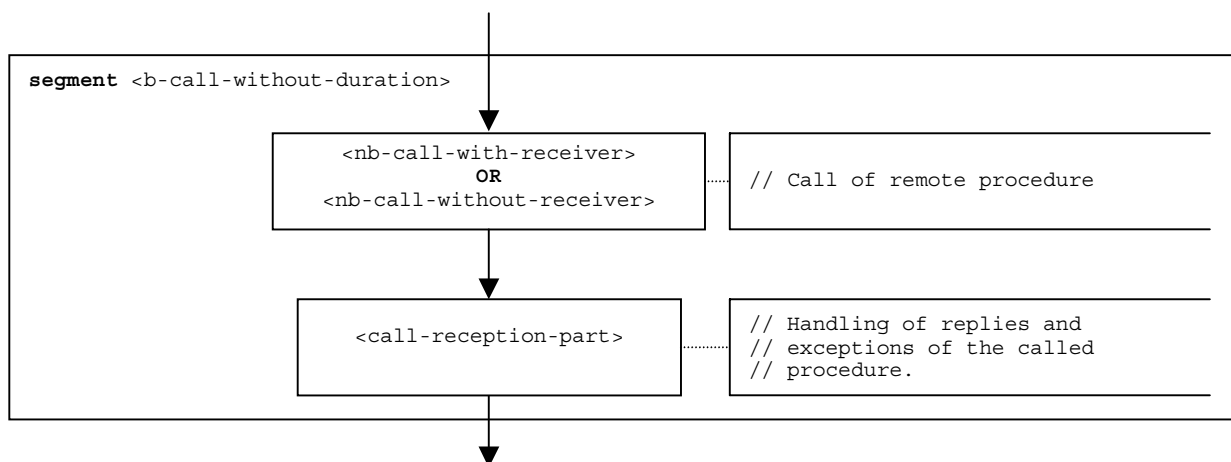 segment <b-call-without-duration>
<nb-call-with-receiver>
OR
<nb-call-without-receiver>
// Call of remote procedure
<call-reception-part>
// Handling of replies and
// exceptions of the called
// procedure.